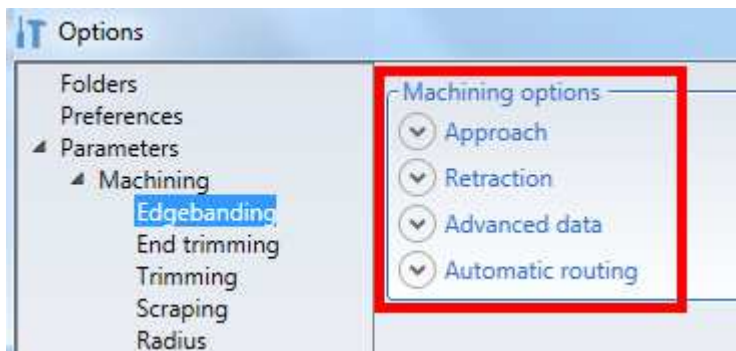 Options
Folders
Preferences
Parameters
Machining
Edgebanding
End trimming
Trimming
Scraping
Radius
Machining options
Approach
Retraction
Advanced data
Automatic routing